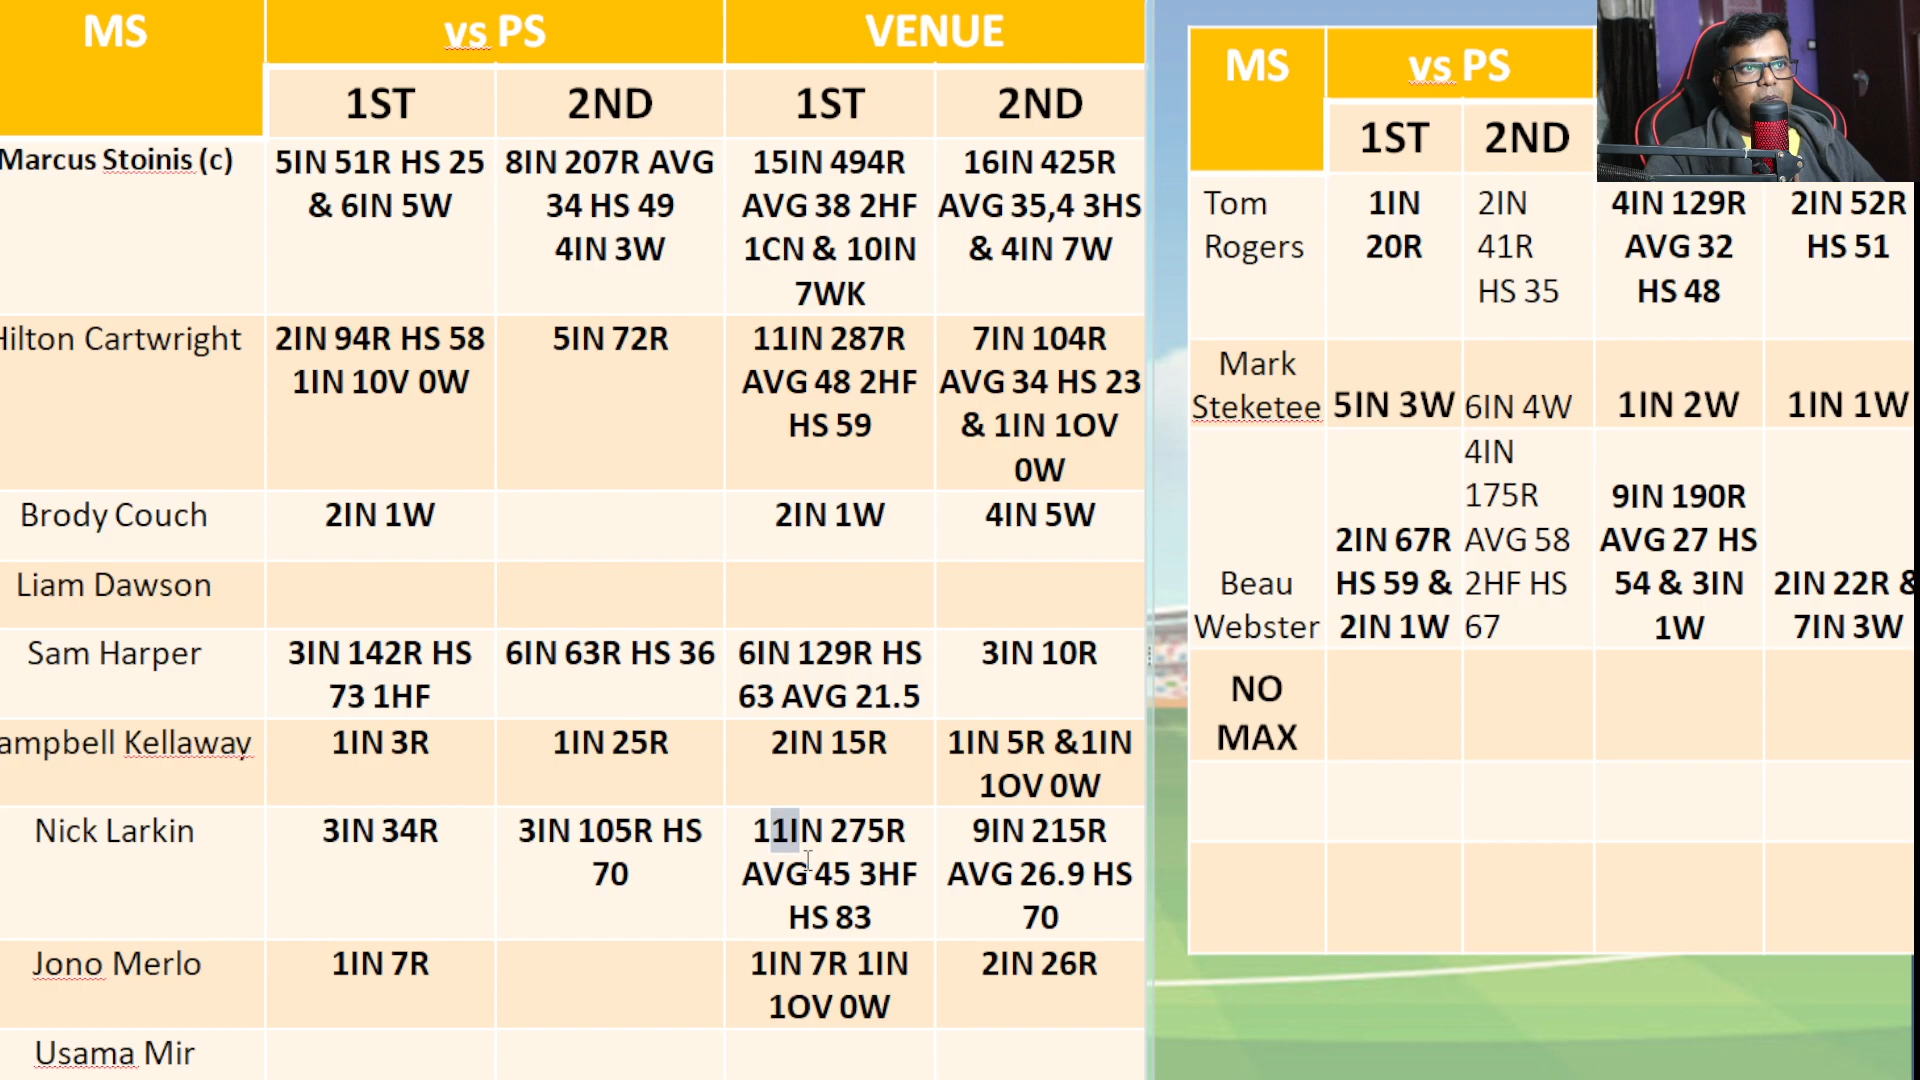 MS
vs PS
VENUE
1ST
2ND
1ST
2ND
Marcus Stoinis (c)
5IN 51R HS 25
& 6IN 5W
8IN 207R AVG
34 HS 49
4IN 3W
15IN 494R
AVG 38 2HF
1CN & 10IN
7WK
16IN 425R
AVG 35,4 3HS
& 4IN 7W
Hilton Cartwright
2IN 94R HS 58
1IN 10V 0W
5IN 72R
11IN 287R
AVG 48 2HF
HS 59
7IN 104R
AVG 34 HS 23
& 1IN 1OV
0W
Brody Couch
2IN 1W
2IN 1W
4IN 5W
Liam Dawson
Sam Harper
3IN 142R HS
73 1HF
6IN 63R HS 36
6IN 129R HS
63 AVG 21.5
3IN 10R
ampbell Kellaway
1IN 3R
1IN 25R
2IN 15R
1IN 5R &1IN
1OV 0W
Nick Larkin
3IN 34R
3IN 105R HS
70
11IN 275R
AVG 45 3HF
HS 83
9IN 215R
AVG 26.9 HS
70
Jono Merlo
1IN 7R
1IN 7R 1IN
1OV 0W
2IN 26R
Usama Mir
MS
vs PS
1ST
2ND
Tom
Rogers
1IN
20R
2IN
41R
HS 35
4IN 129R
AVG 32
HS 48
2IN 52R
HS 51
Mark
Steketee
5IN 3W
6IN 4W
1IN 2W
1IN 1W
Beau
Webster
2IN 67R
HS 59 &
2IN 1W
4IN
175R
AVG 58
2HF HS
67
9IN 190R
AVG 27 HS
54 & 3IN
1W
2IN 22R &
7IN 3W
NO
MAX